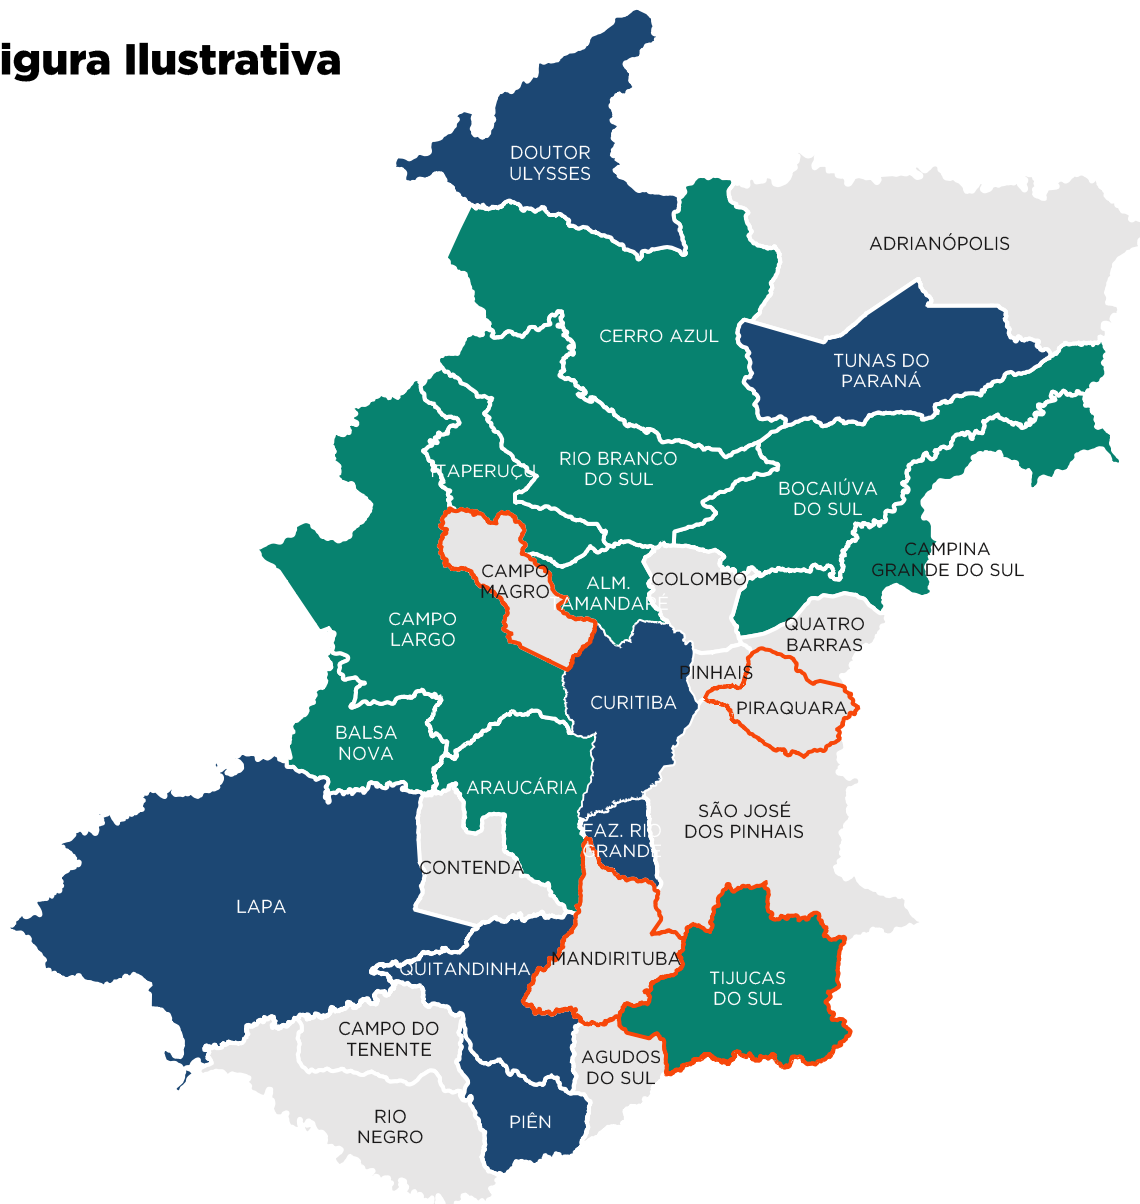 igura Ilustrativa
DOUTOR
ULYSSES
ADRIANÓPOLIS
CERRO AZUL
TUNAS DO
PARANÁ
ITAPERUÇU
RIO BRANCO
DO SUL
BOCAIÚVA
DO SUL
CAMPINA
GRANDE DO SUL
CAMPO
MAGRO
ALM.
TAMANDARÉ
COLOMBO
CAMPO
LARGO
QUATRO
BARRAS
PINHAIS
CURITIBA
PIRAQUARA
BALSA
NOVA
ARAUCÁRIA
SÃO JOSÉ
DOS PINHAIS
FAZ. RIO
GRANDE
CONTENDA
LAPA
QUITANDINHA
MANDIRITUBA
TIJUCAS
DO SUL
CAMPO DO
TENENTE
AGUDOS
DO SUL
RIO
NEGRO
PIÊN